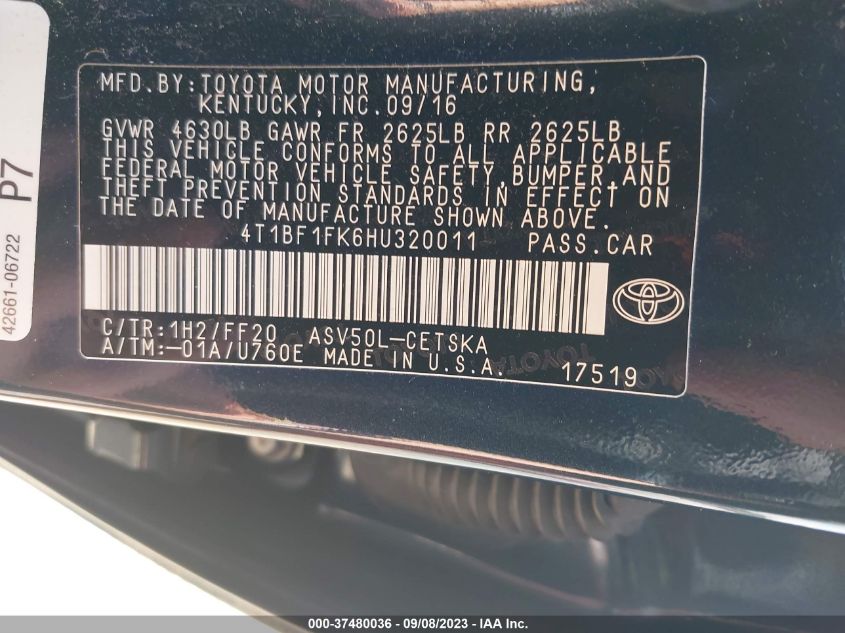 MFD.BY:TOYOTA MOTOR MANUFACTURING,
KENTUCKY,INC.09/16
GVWR 4630LB GAWR FR 2625LB RR 2625LB
THIS VEHICLE CONFORMS TO ALL APPLICABLE
FEDERAL MOTOR VEHICLE SAFETY,BUMPER,AND
THEFT PREVENTION STANDARDS IN EFFECT ON
THE DATE OF MANUFACTURE SHOWN ABOVE.
4T1BF1FK6HU320011 PASS.CAR
C/TR:1H2/FF20 ASV50L-CETSKA
A/TM:-01A/U760E MADE IN U.S.A.
17519
TOYOTA
P7
42661-06722
000-37480036 - 09/08/2023 - IAA Inc.